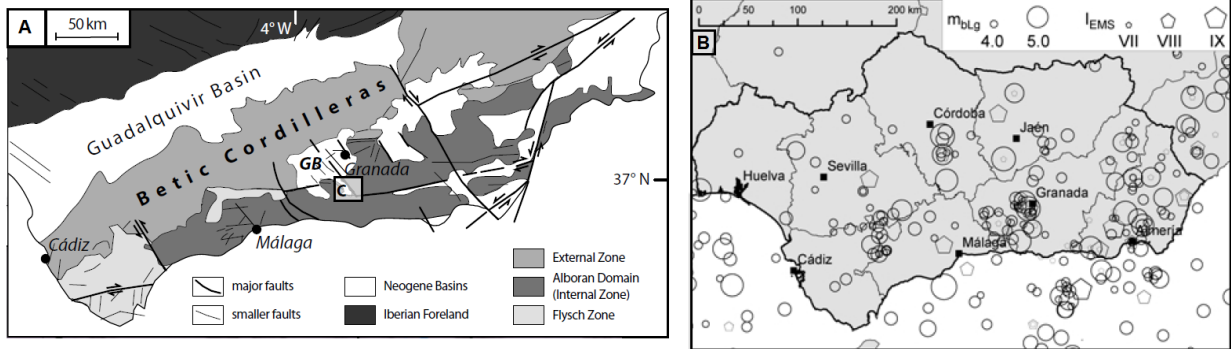 A
50 km
4° W
Guadalquivir Basin
Betic Cordilleras
GB
Granada
C
37° N
Cádiz
Málaga
major faults
smaller faults
Neogene Basins
Iberian Foreland
External Zone
Alboran Domain
(Internal Zone)
Flysch Zone
0 50 100 200 km
B
mbLg
4.0 5.0
IEMS
VII VIII IX
Córdoba
Jaén
Sevilla
Huelva
Granada
Almería
Málaga
Cádiz